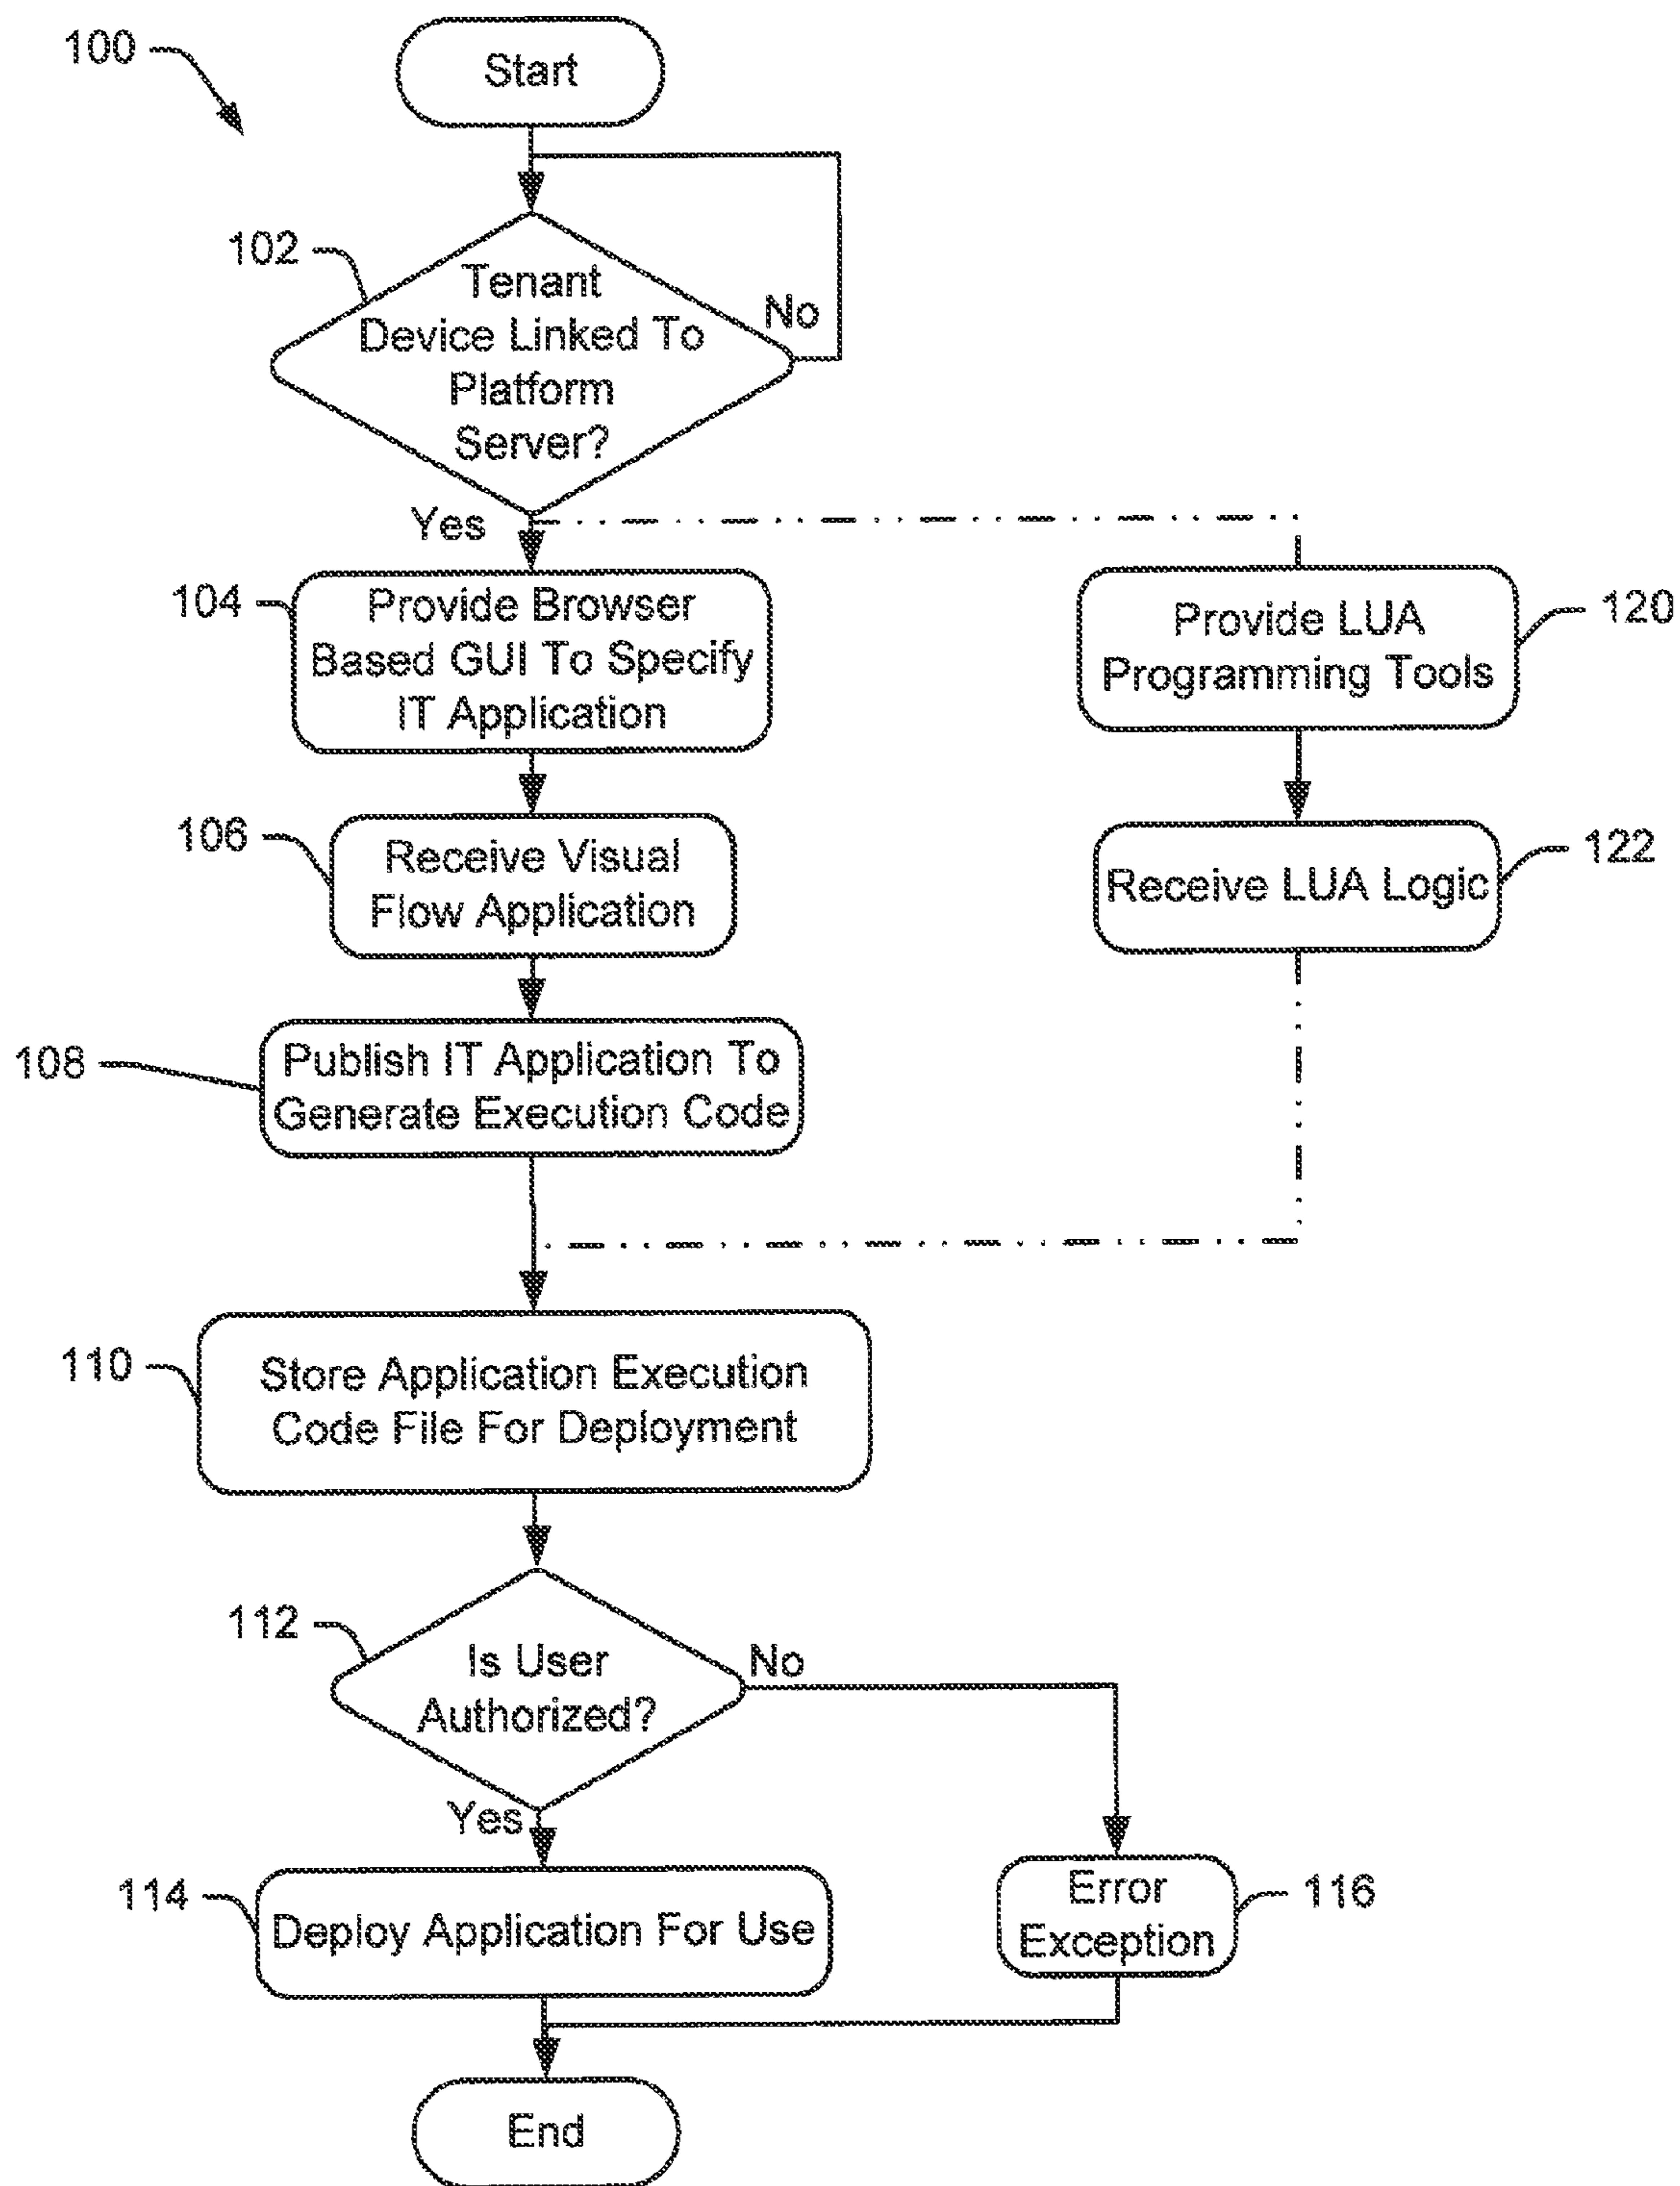 100
Start
102
Tenant
Device Linked To
Platform
Server?
No
Yes
104
Provide Browser
Based GUI To Specify
IT Application
120
Provide LUA
Programming Tools
106
Receive Visual
Flow Application
122
Receive LUA Logic
108
Publish IT Application To
Generate Execution Code
110
Store Application Execution
Code File For Deployment
112
Is User
Authorized?
No
Yes
114
Deploy Application For Use
116
Error
Exception
End